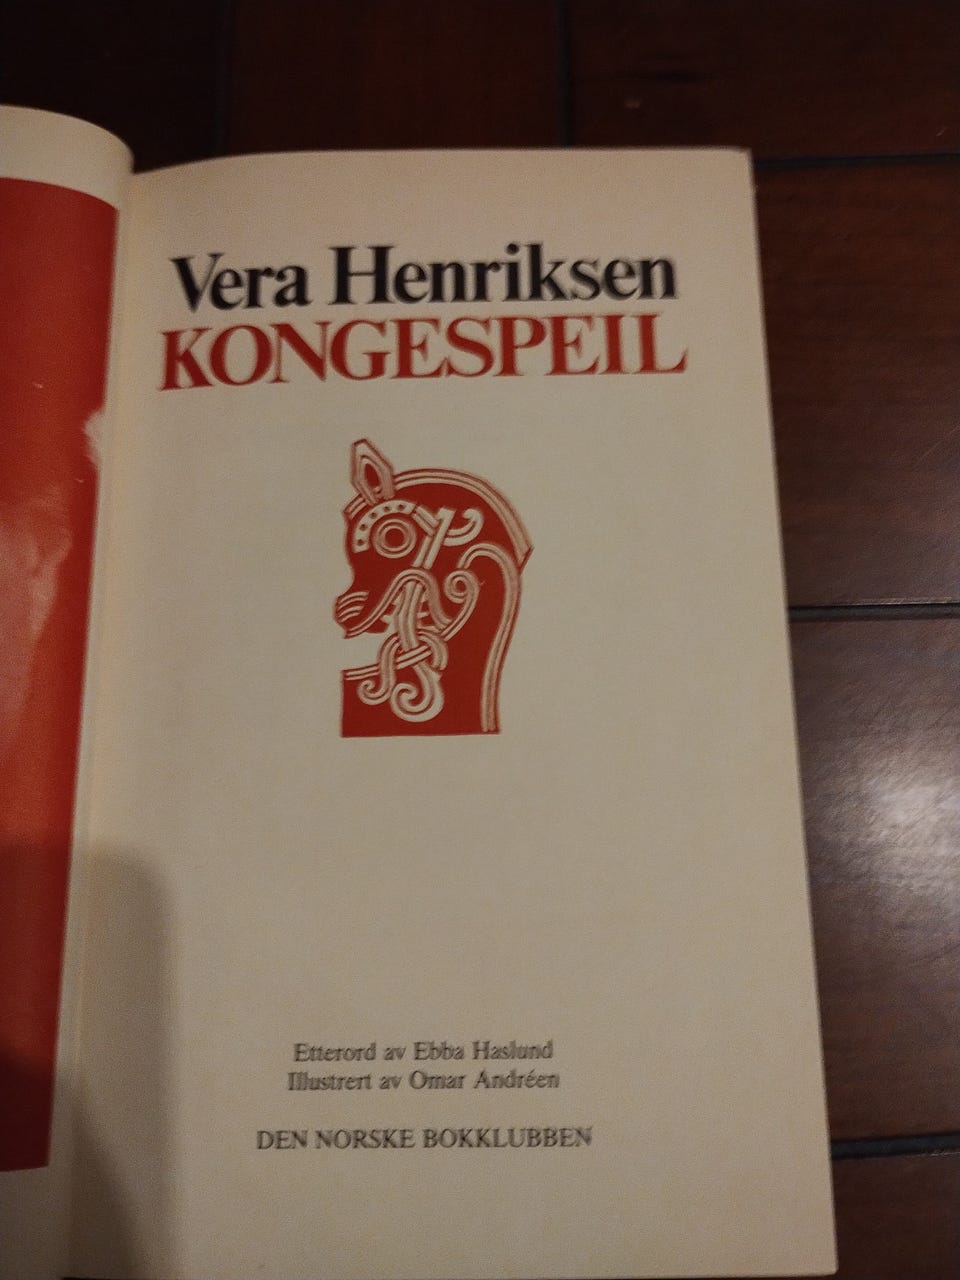 Vera Henriksen
KONGESPEIL
Etterord av Ebba Haslund
Illustrert av Omar Andréen
DEN NORSKE BOKKLUBBEN